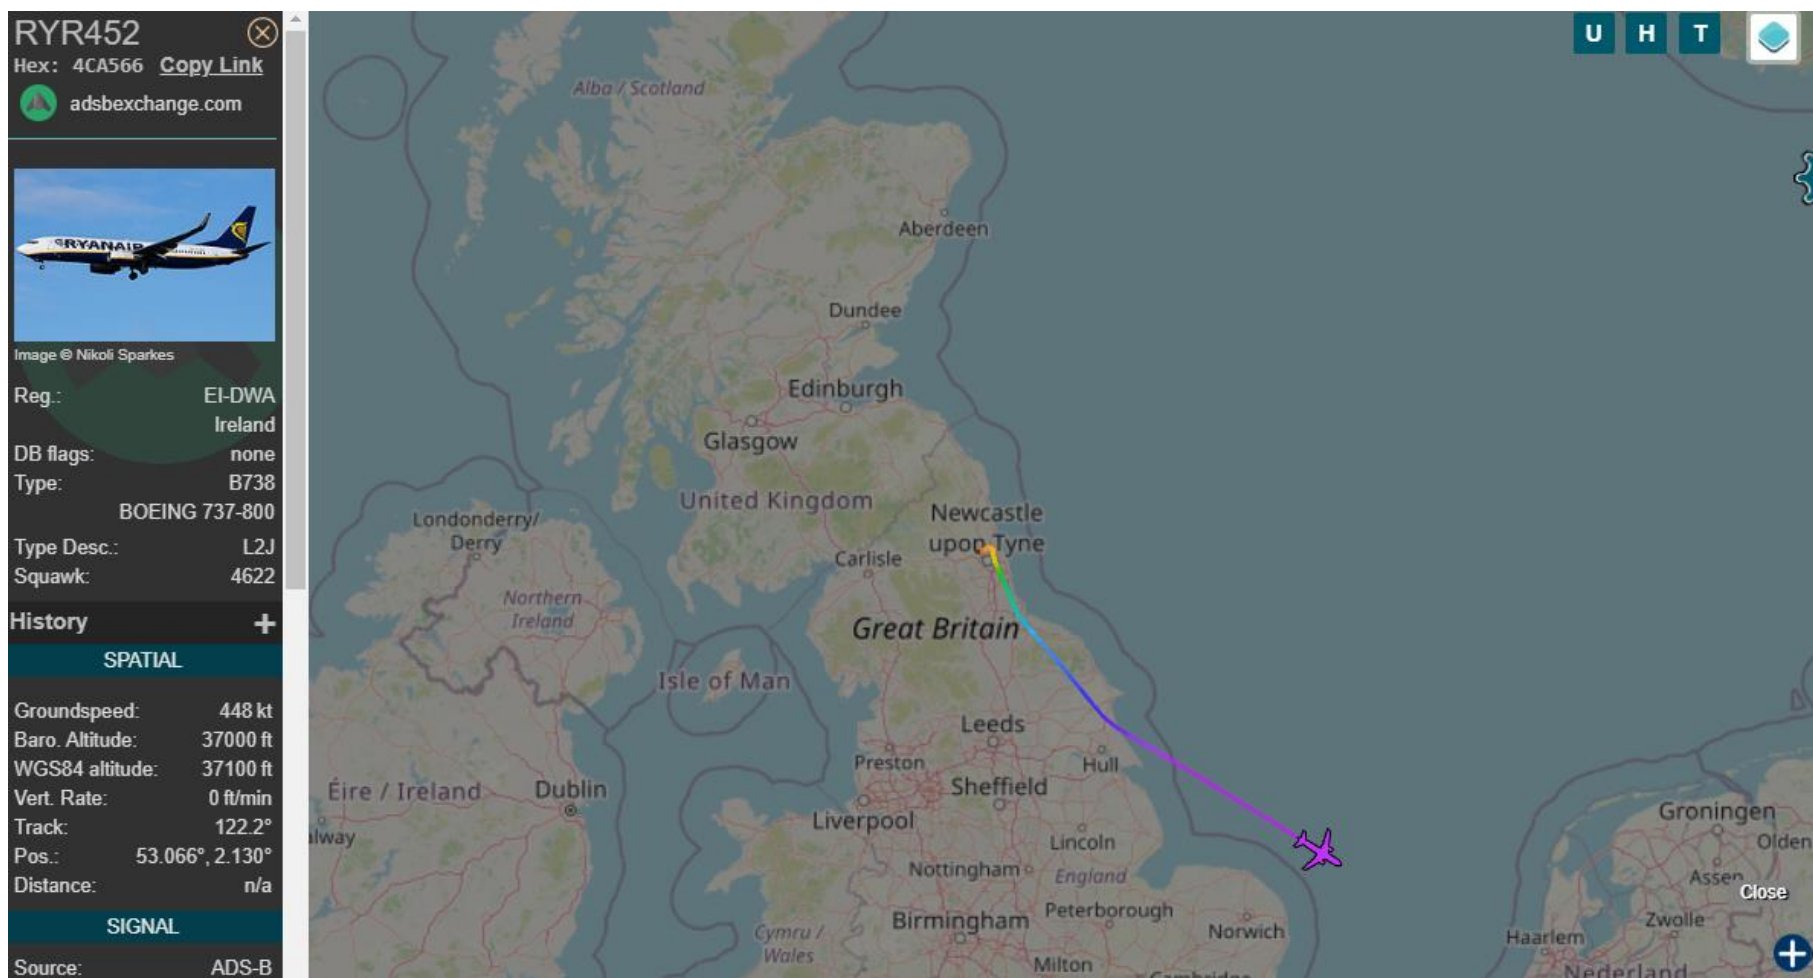 RYR452
Hex: 4CA566 Copy Link
adsbexchange.com
RYANAIR
Image © Nikoli Sparkes
Reg.: EI-DWA
Ireland
DB flags: none
Type: B738
BOEING 737-800
Type Desc.: L2J
Squawk: 4622
History +
SPATIAL
Groundspeed: 448 kt
Baro. Altitude: 37000 ft
WGS84 altitude: 37100 ft
Vert. Rate: 0 ft/min
Track: 122.2°
Pos.: 53.066°, 2.130°
Distance: n/a
SIGNAL
Source: ADS-B
U H T
Alba / Scotland
Aberdeen
Dundee
Edinburgh
Glasgow
United Kingdom
Newcastle
upon Tyne
Londonderry/
Derry
Carlisle
Northern
Ireland
Great Britain
Isle of Man
Leeds
Preston
Hull
Éire / Ireland
Dublin
Sheffield
Groningen
Liverpool
alway
Lincoln
Olden
Nottingham
England
Assen
Close
Birmingham
Peterborough
Norwich
Zwolle
Cymru /
Wales
Haarlem
Milton
Cambridge
Nederland